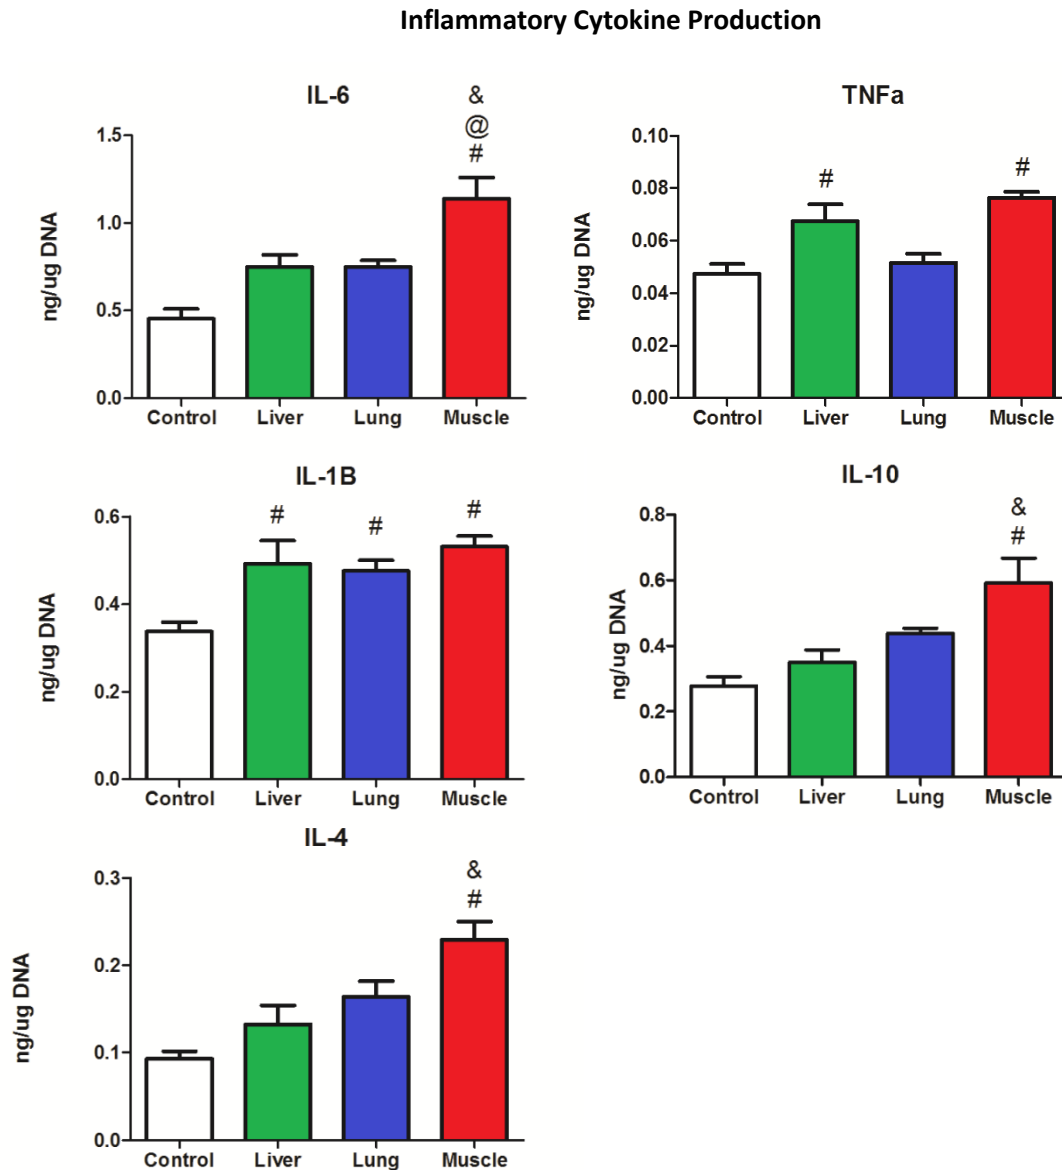 Inflammatory Cytokine Production
IL-6
&
@
#
1.5
1.0
0.5
0.0
ng/ug DNA
Control Liver Lung Muscle
TNFa
# #
0.10
0.08
0.06
0.04
0.02
0.00
ng/ug DNA
Control Liver Lung Muscle
IL-1B
# # #
0.6
0.4
0.2
0.0
ng/ug DNA
Control Liver Lung Muscle
IL-10
&
#
0.8
0.6
0.4
0.2
0.0
ng/ug DNA
Control Liver Lung Muscle
IL-4
&
#
0.3
0.2
0.1
0.0
ng/ug DNA
Control Liver Lung Muscle